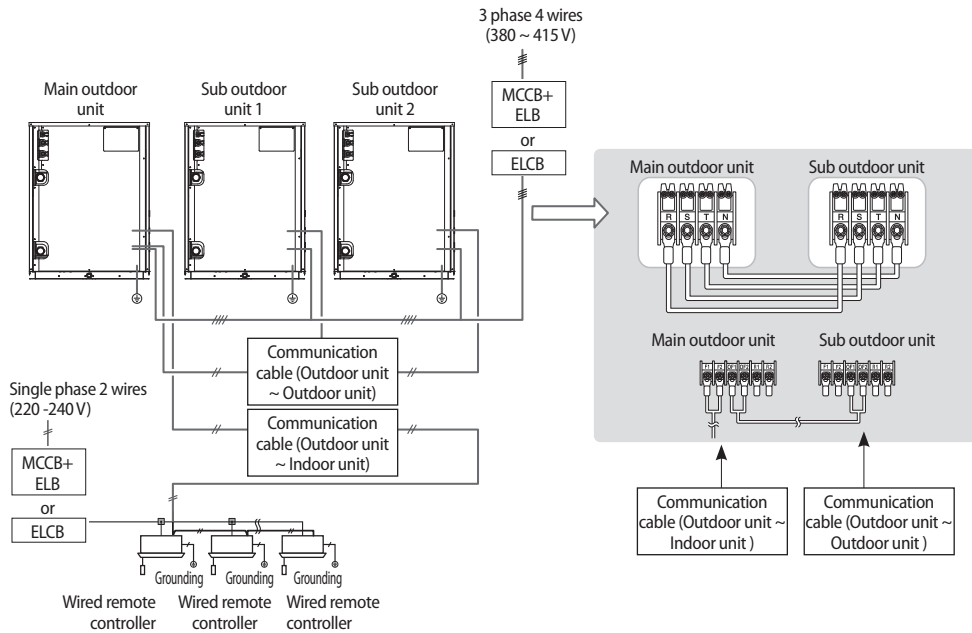 3 phase 4 wires
(380 ~ 415 V)
MCCB+
ELB
or
ELCB
Main outdoor
unit
Sub outdoor
unit 1
Sub outdoor
unit 2
Communication
cable (Outdoor unit
~ Outdoor unit)
Communication
cable (Outdoor unit
~ Indoor unit)
Single phase 2 wires
(220 -240 V)
MCCB+
ELB
or
ELCB
Grounding
Grounding
Grounding
Wired remote
controller
Wired remote
controller
Wired remote
controller
Main outdoor unit
Sub outdoor unit
R S T N
R S T N
Main outdoor unit
Sub outdoor unit
Communication
cable (Outdoor unit ~
Indoor unit )
Communication
cable (Outdoor unit ~
Outdoor unit )